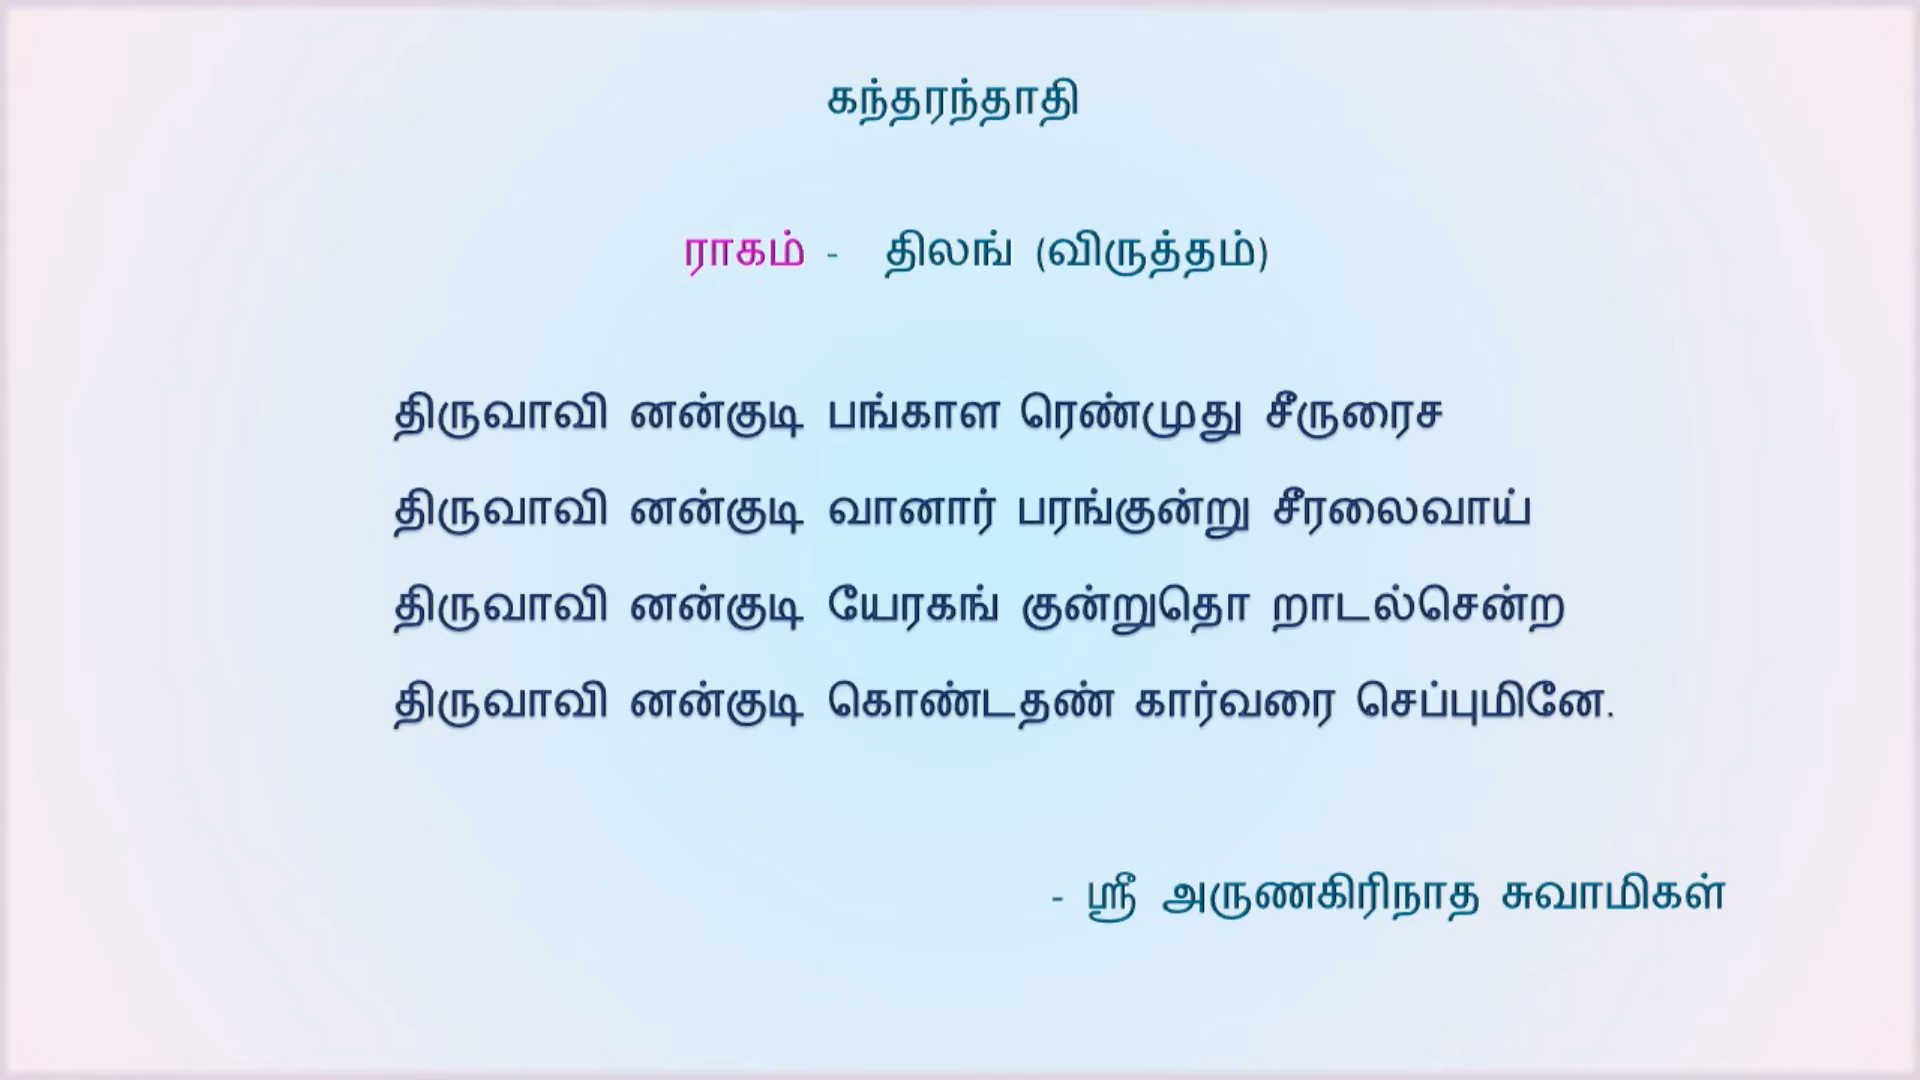 கந்தரந்தாதி
ராகம் - திலங் (விருத்தம்)
திருவாவி னன்குடி பங்காள ரெண்முது சீருரைச
திருவாவி னன்குடி வானார் பரங்குன்று சீரலைவாய்
திருவாவி னன்குடி யேரகங் குன்றுதொ றாடல்சென்ற
திருவாவி னன்குடி கொண்டதண் கார்வரை செப்புமினே.
- ஸ்ரீ அருணகிரிநாத சுவாமிகள்